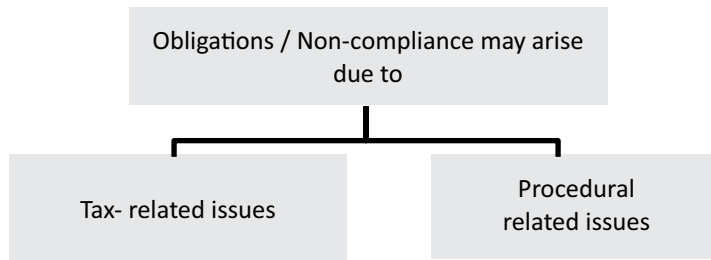 Obligations / Non-compliance may arise
due to
Tax- related issues
Procedural
related issues